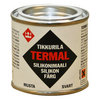 TIKKURILA
TERMAL
SILIKONIMAALI
SILIKON
FÄRG
MUSTA
SVART